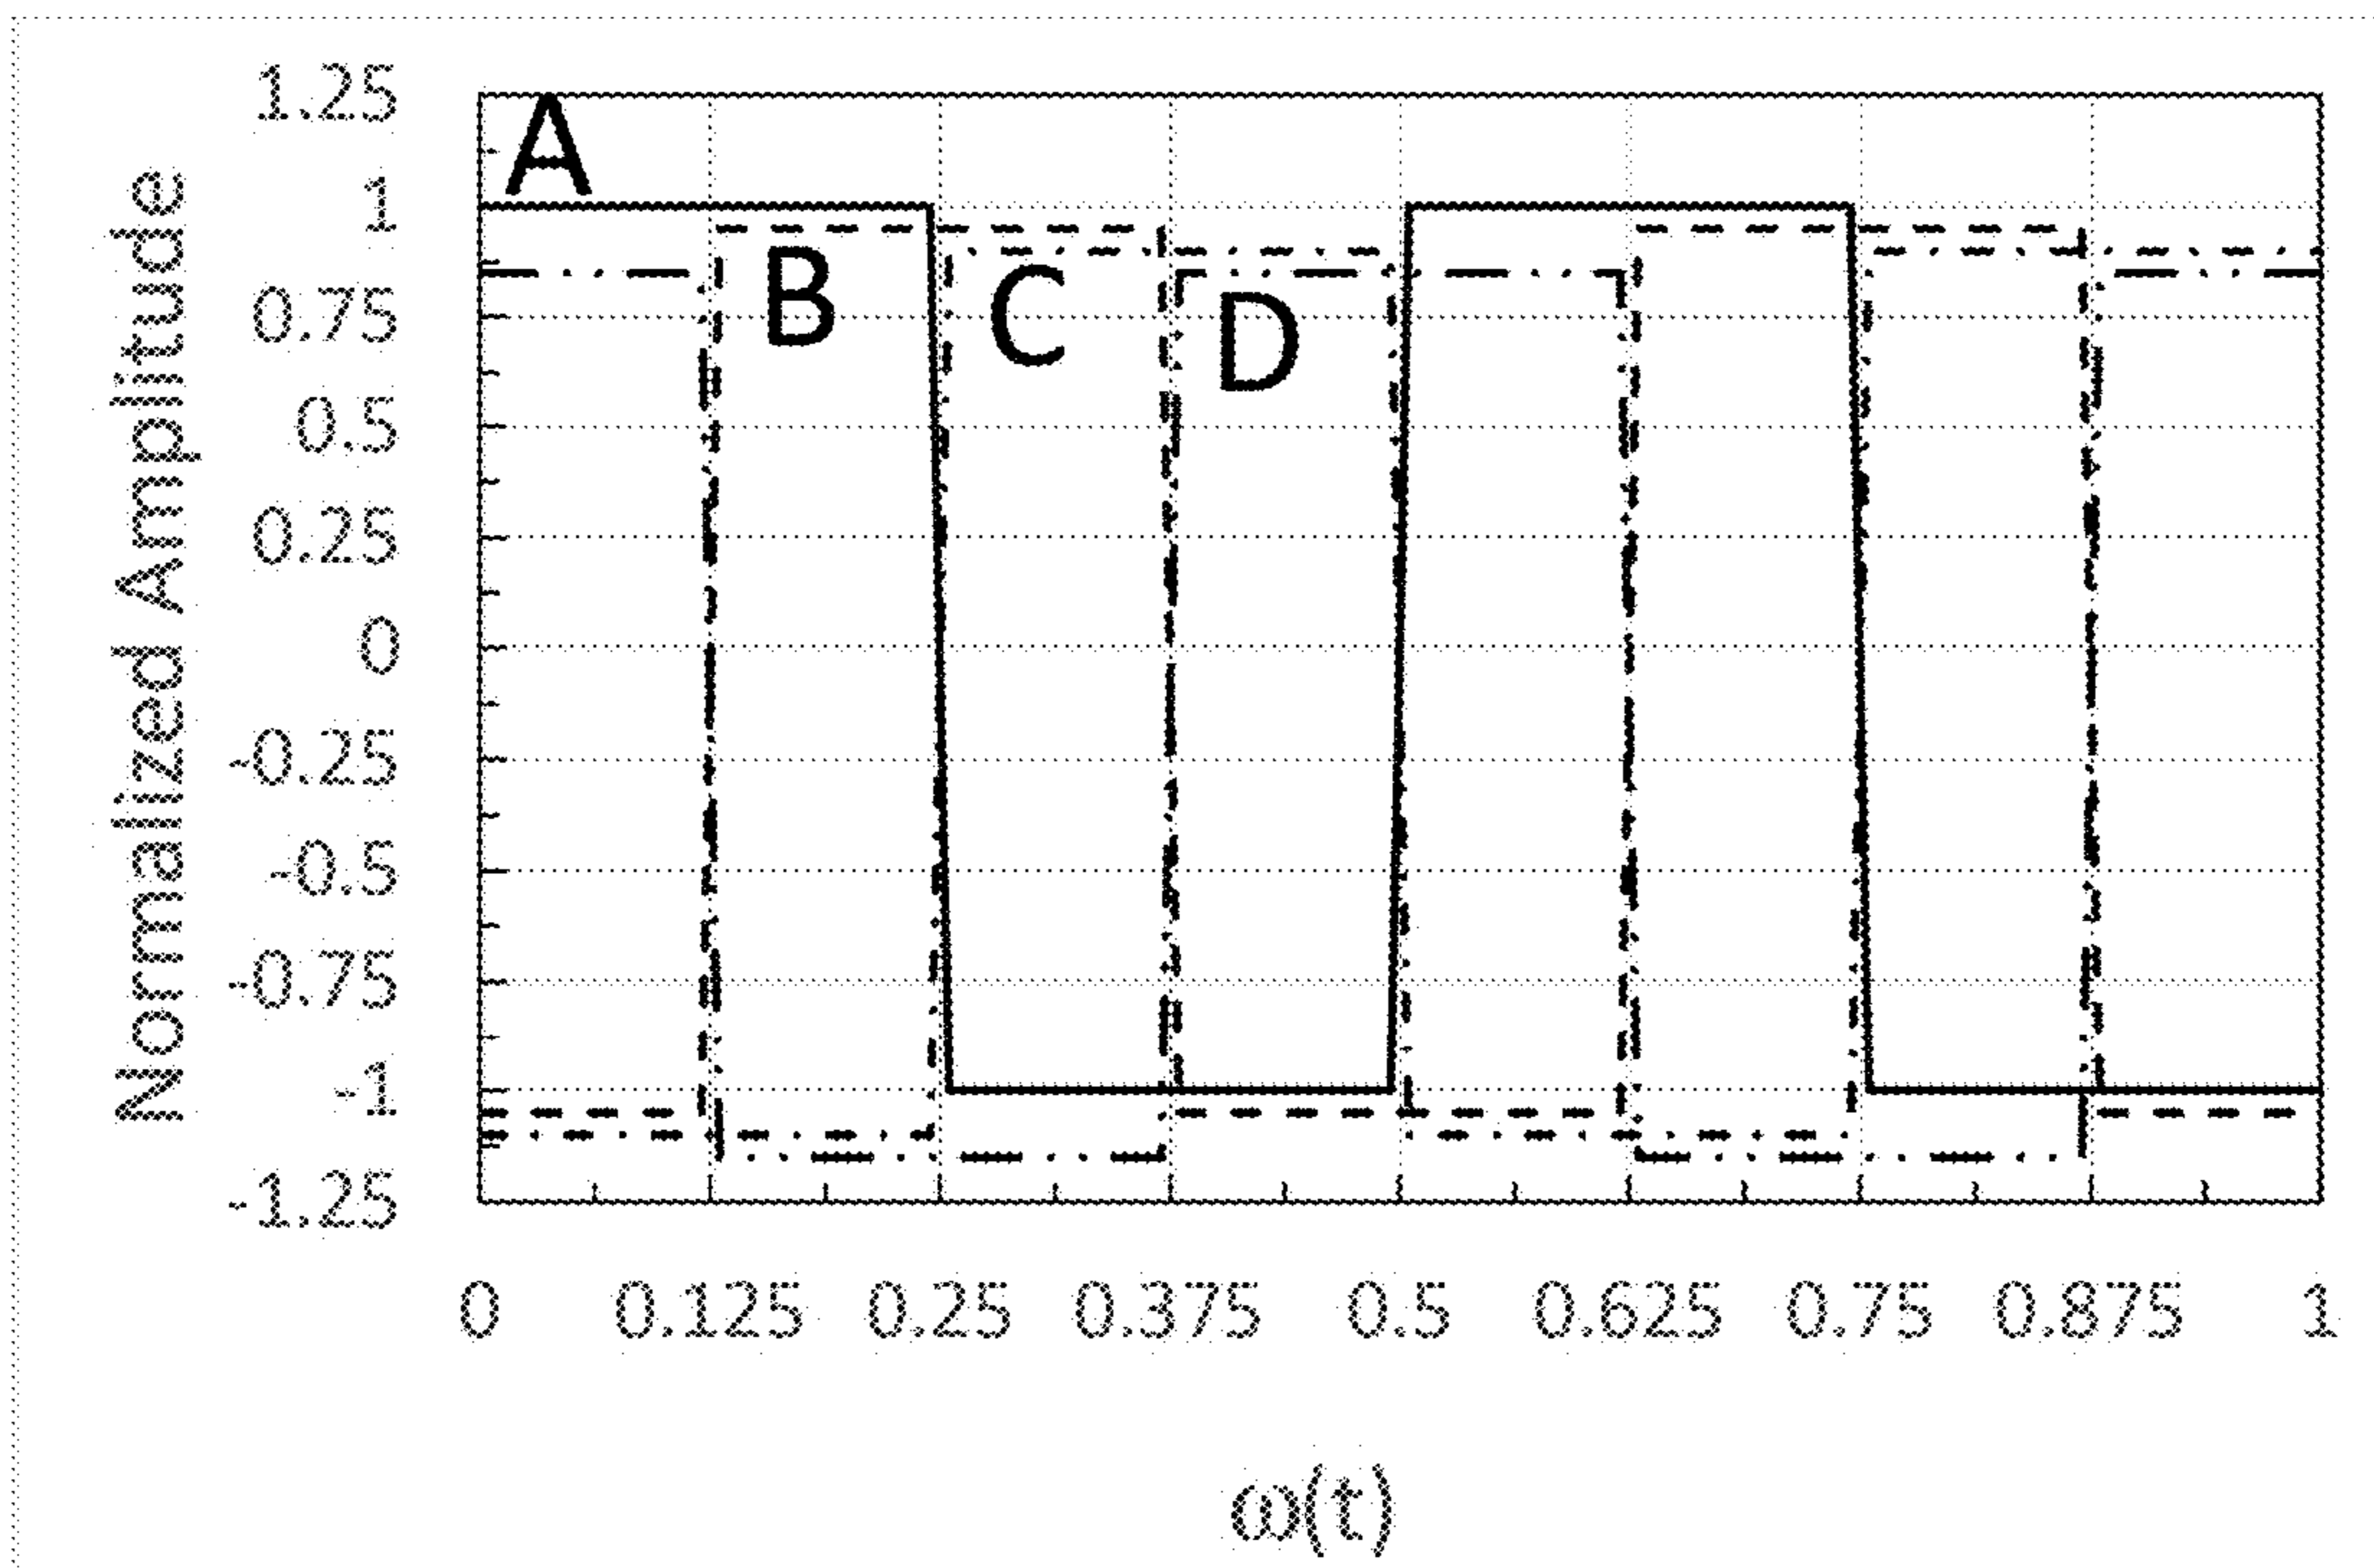 Normalized Amplitude
1.25
1
0.75
0.5
0.25
0
-0.25
-0.5
-0.75
-1
-1.25
A
B
C
D
0 0.125 0.25 0.375 0.5 0.625 0.75 0.875 1
ω(t)